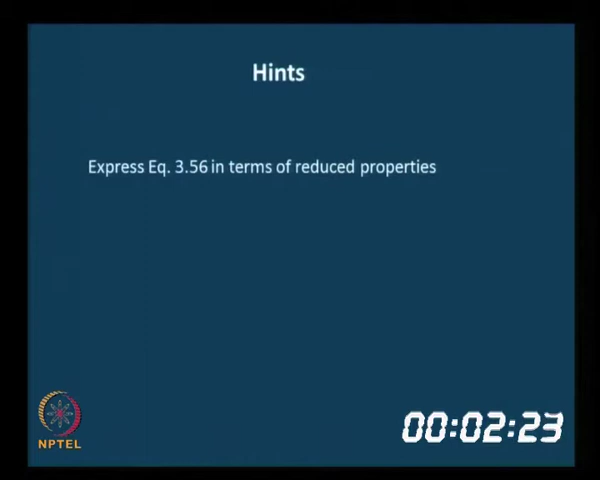 Hints
Express Eq. 3.56 in terms of reduced properties
NPTEL
00:02:23